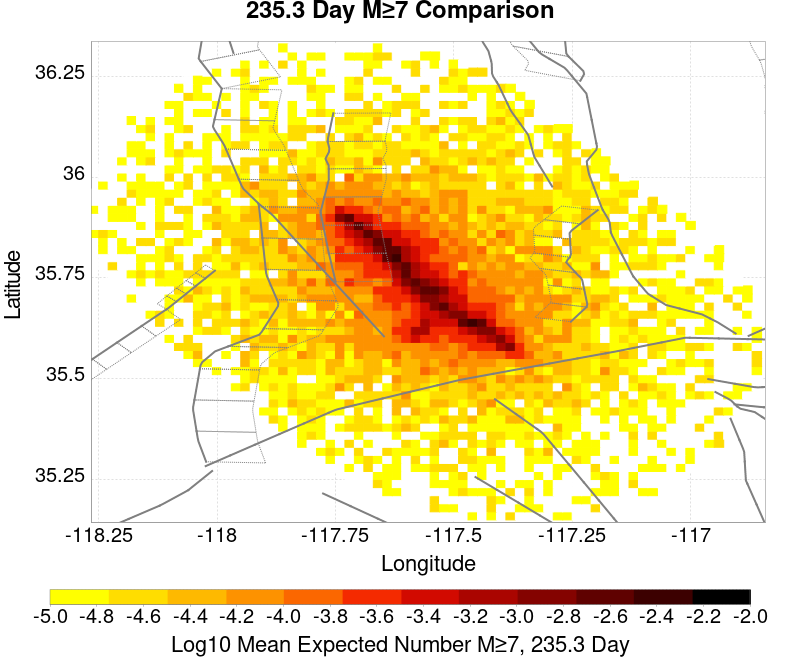 235.3 Day M≥7 Comparison
36.25
36
35.75
35.5
35.25
Latitude
-118.25 -118 -117.75 -117.5 -117.25 -117
Longitude
-5.0 -4.8 -4.6 -4.4 -4.2 -4.0 -3.8 -3.6 -3.4 -3.2 -3.0 -2.8 -2.6 -2.4 -2.2 -2.0
Log10 Mean Expected Number M≥7, 235.3 Day